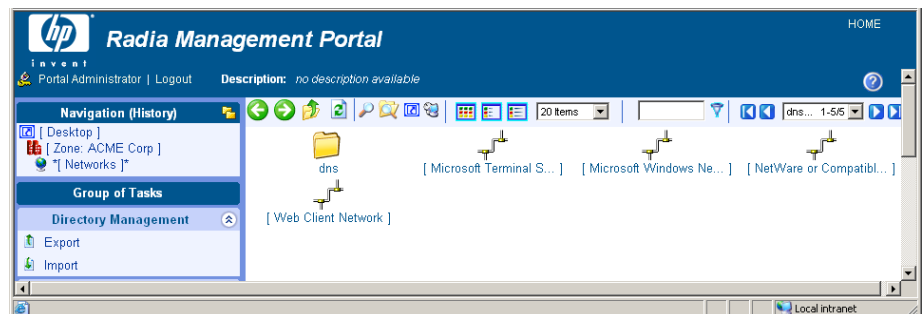 HOME
hp
Radia Management Portal
invent
Portal Administrator | Logout
Description: no description available
Navigation (History)
20 Items
dns... 1-5/5
[ Desktop ]
[ Zone: ACME Corp ]
*[ Networks ]*
dns
[ Microsoft Terminal S... ]
[ Microsoft Windows Ne... ]
[ NetWare or Compatibl... ]
Group of Tasks
[ Web Client Network ]
Directory Management
Export
Import
Local intranet